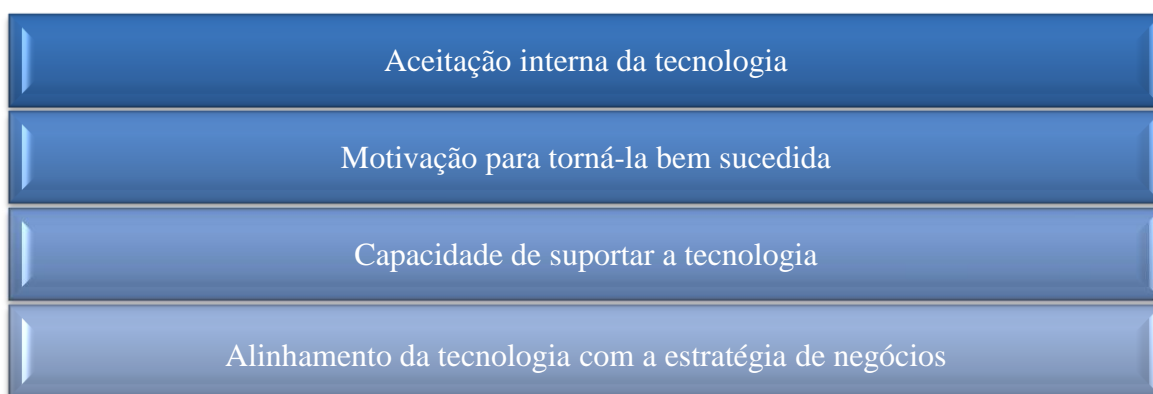 Aceitação interna da tecnologia
Motivação para torná-la bem sucedida
Capacidade de suportar a tecnologia
Alinhamento da tecnologia com a estratégia de negócios